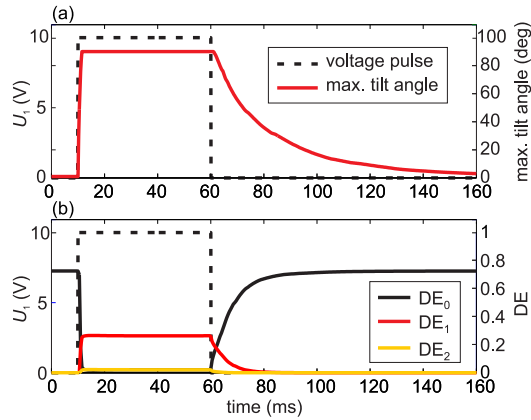 (a)
10
5
0
U1 (V)
voltage pulse
max. tilt angle
100
80
60
40
20
0
max. tilt angle (deg)
0 20 40 60 80 100 120 140 160
(b)
10
5
0
U1 (V)
DE0
DE1
DE2
1
0.8
0.6
0.4
0.2
0
DE
0 20 40 60 80 100 120 140 160
time (ms)